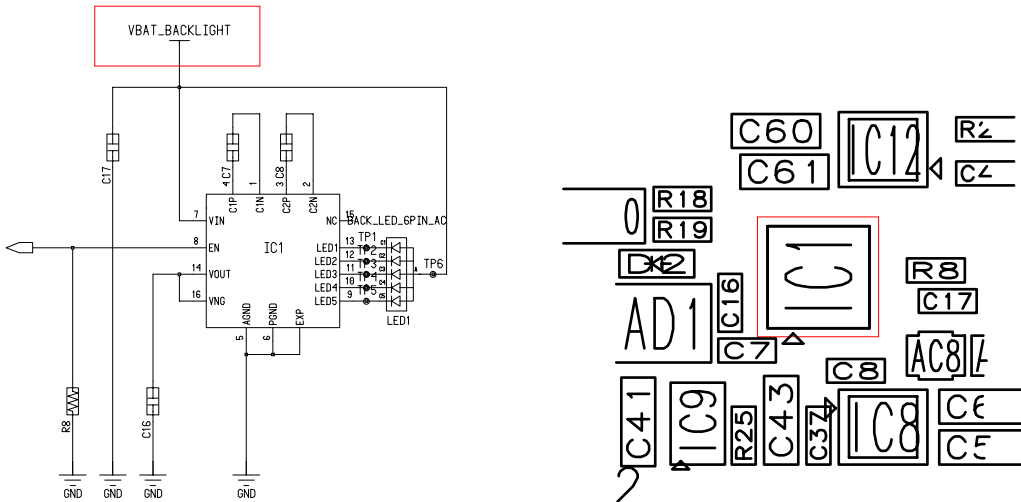 VBAT_BACKLIGHT
C17
C7
C8
4
1
3
2
C1P
C1N
C2P
C2N
7
VIN
8
EN
14
VOUT
16
VNG
IC1
NC
15
BACK_LED_6PIN_AC
LED1
13
TP1
LED2
12
TP2
LED3
11
TP3
LED4
10
TP4
LED5
9
TP5
A
TP6
LED1
AGND
PGND
EXP
5
6
R8
C16
GND
GND
GND
GND
C60
IC12
C61
R18
0
R19
IC1
C16
AD1
C7
R8
C17
AC8
C8
C41
IC9
R25
C43
C37
IC8
C5